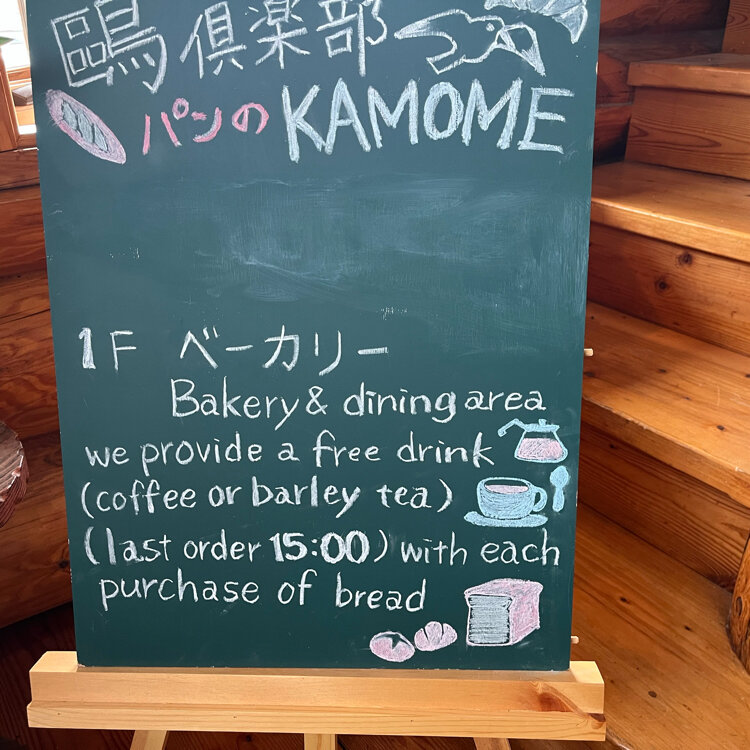 鷗倶楽部
パンの KAMOME
1F ベーカリー
Bakery & dining area
we provide a free drink
(coffee or barley tea)
(last order 15:00) with each
purchase of bread